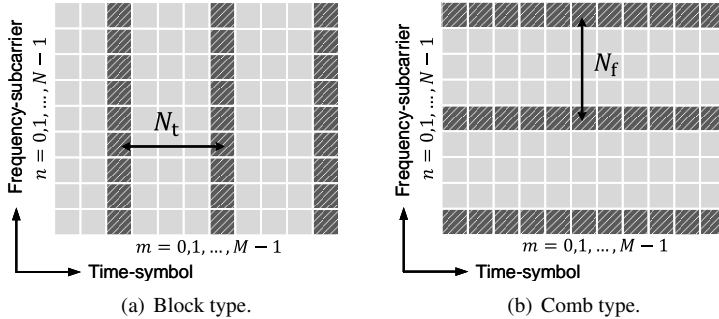 Frequency-subcarrier
n = 0,1, ..., N − 1
N_t
m = 0,1, ..., M − 1
Time-symbol
(a) Block type.
Frequency-subcarrier
n = 0,1, ..., N − 1
N_f
m = 0,1, ..., M − 1
Time-symbol
(b) Comb type.